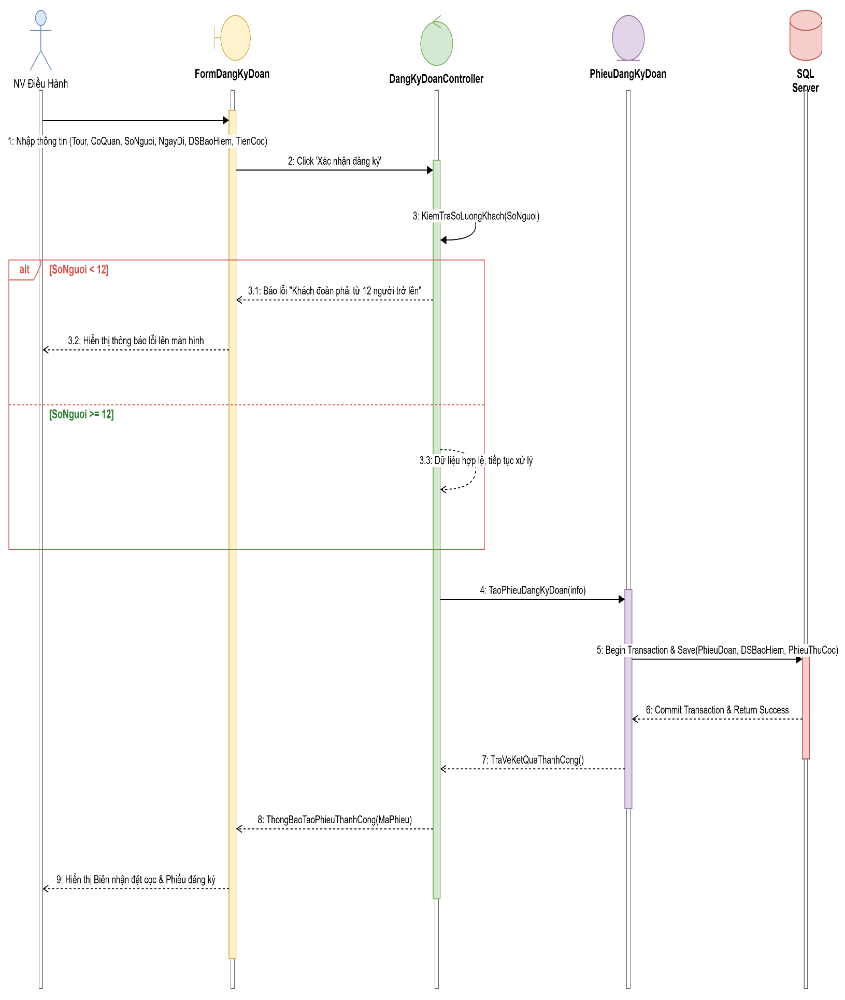 NV Điều Hành
FormDangKyDoan
DangKyDoanController
PhieuDangKyDoan
SQL
Server
1: Nhập thông tin (Tour, CoQuan, SoNguoi, NgayDi, DSBaoHiem, TienCoc)
2: Click 'Xác nhận đăng ký'
3: KiemTraSoLuongKhach(SoNguoi)
alt [SoNguoi < 12]
3.1: Báo lỗi "Khách đoàn phải từ 12 người trở lên"
3.2: Hiển thị thông báo lỗi lên màn hình
[SoNguoi >= 12]
3.3: Dữ liệu hợp lệ, tiếp tục xử lý
4: TaoPhieuDangKyDoan(info)
5: Begin Transaction & Save(PhieuDoan, DSBaoHiem, PhieuThuCoc)
6: Commit Transaction & Return Success
7: TraVeKetQuaThanhCong()
8: ThongBaoTaoPhieuThanhCong(MaPhieu)
9: Hiển thị Biên nhận đặt cọc & Phiếu đăng ký